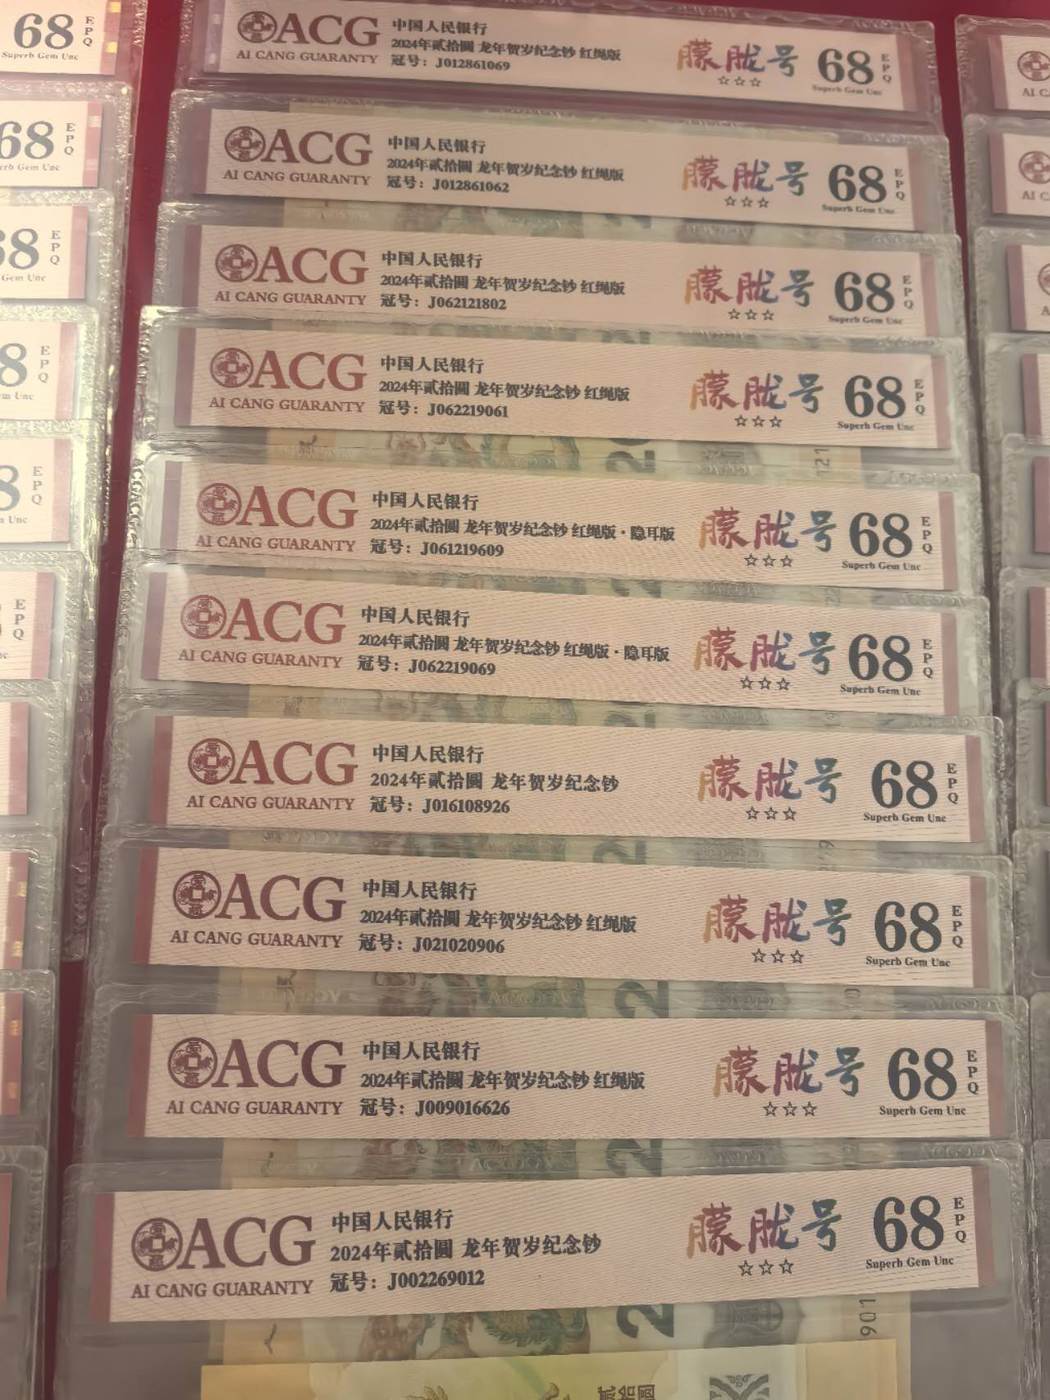 68 EPQ
Superb Gem Unc
68 EPQ
68 EPQ
ACG
AI CANG GUARANTY
中国人民银行
2024年贰拾圆 龙年贺岁纪念钞 红绳版
冠号：J012861069
朦胧号
☆☆☆
68 EPQ
Superb Gem Unc
ACG
AI CANG GUARANTY
中国人民银行
2024年贰拾圆 龙年贺岁纪念钞 红绳版
冠号：J012861062
朦胧号
☆☆☆
68 EPQ
Superb Gem Unc
ACG
AI CANG GUARANTY
中国人民银行
2024年贰拾圆 龙年贺岁纪念钞 红绳版
冠号：J062121802
朦胧号
☆☆☆
68 EPQ
Superb Gem Unc
ACG
AI CANG GUARANTY
中国人民银行
2024年贰拾圆 龙年贺岁纪念钞 红绳版
冠号：J062219061
朦胧号
☆☆☆
68 EPQ
Superb Gem Unc
ACG
AI CANG GUARANTY
中国人民银行
2024年贰拾圆 龙年贺岁纪念钞 红绳版·隐耳版
冠号：J061219609
朦胧号
☆☆☆
68 EPQ
Superb Gem Unc
ACG
AI CANG GUARANTY
中国人民银行
2024年贰拾圆 龙年贺岁纪念钞 红绳版·隐耳版
冠号：J062219069
朦胧号
☆☆☆
68 EPQ
Superb Gem Unc
ACG
AI CANG GUARANTY
中国人民银行
2024年贰拾圆 龙年贺岁纪念钞
冠号：J016108926
朦胧号
☆☆☆
68 EPQ
Superb Gem Unc
ACG
AI CANG GUARANTY
中国人民银行
2024年贰拾圆 龙年贺岁纪念钞 红绳版
冠号：J021020906
朦胧号
☆☆☆
68 EPQ
Superb Gem Unc
ACG
AI CANG GUARANTY
中国人民银行
2024年贰拾圆 龙年贺岁纪念钞 红绳版
冠号：J009016626
朦胧号
☆☆☆
68 EPQ
Superb Gem Unc
ACG
AI CANG GUARANTY
中国人民银行
2024年贰拾圆 龙年贺岁纪念钞
冠号：J002269012
朦胧号
☆☆☆
68 EPQ
Superb Gem Unc
贰拾圆